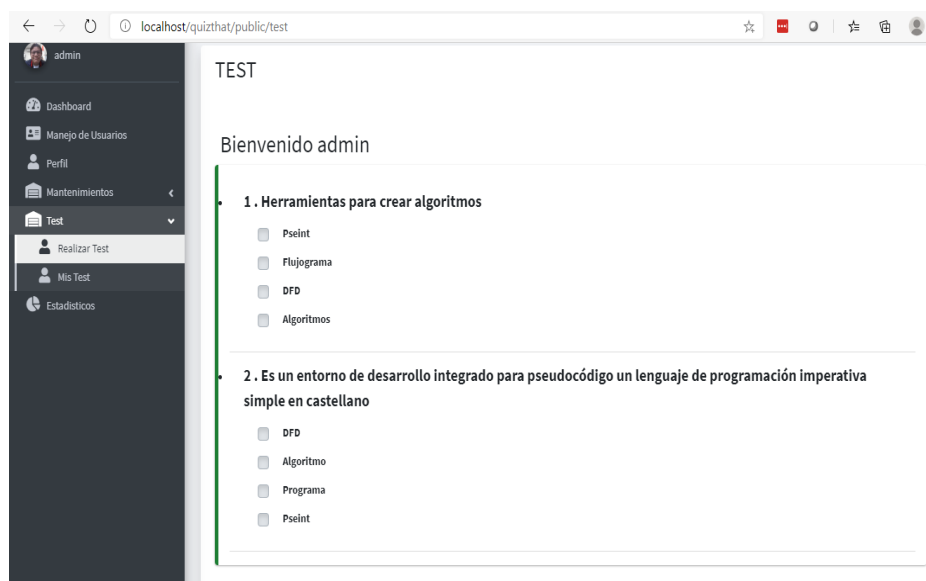 localhost/quizthat/public/test
admin
Dashboard
Manejo de Usuarios
Perfil
Mantenimientos
Test
Realizar Test
Mis Test
Estadisticos
TEST
Bienvenido admin
1 . Herramientas para crear algoritmos
Pseint
Flujograma
DFD
Algoritmos
2 . Es un entorno de desarrollo integrado para pseudocódigo un lenguaje de programación imperativa
simple en castellano
DFD
Algoritmo
Programa
Pseint